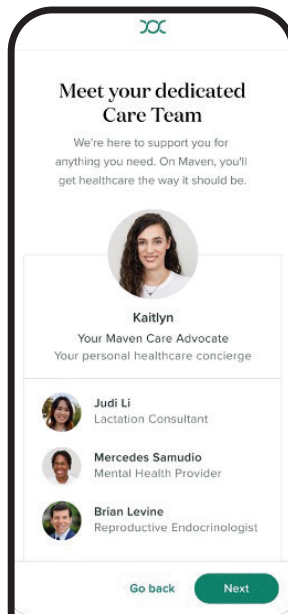 Meet your dedicated
Care Team
We're here to support you for
anything you need. On Maven, you'll
get healthcare the way it should be.
Kaitlyn
Your Maven Care Advocate
Your personal healthcare concierge
Judi Li
Lactation Consultant
Mercedes Samudio
Mental Health Provider
Brian Levine
Reproductive Endocrinologist
Go back
Next